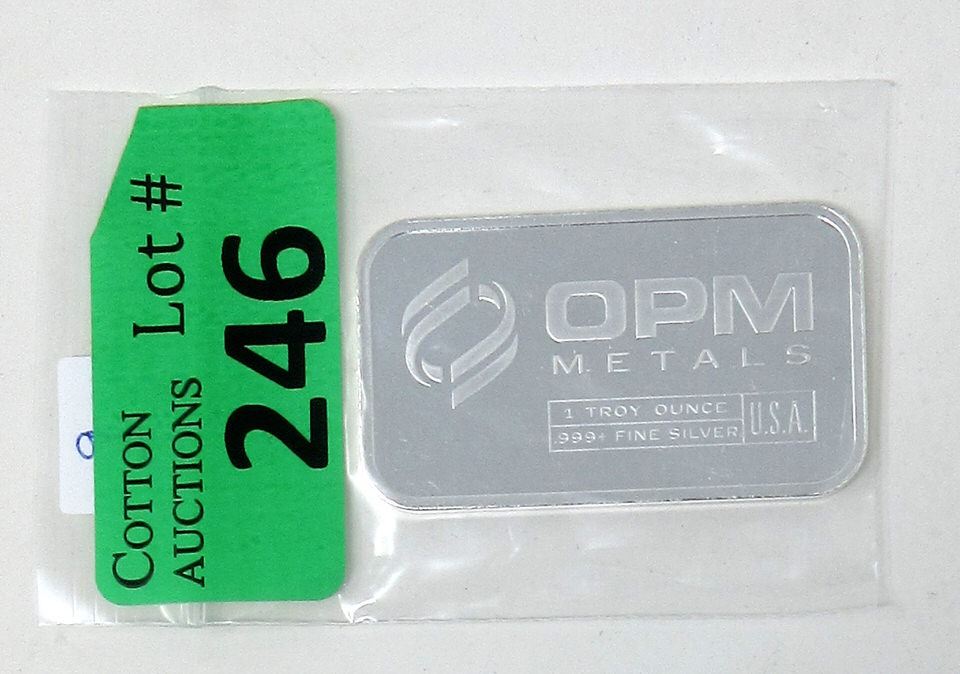 COTTON
AUCTIONS
Lot #
246
OPM
METALS
1 TROY OUNCE
.999+ FINE SILVER
U.S.A.